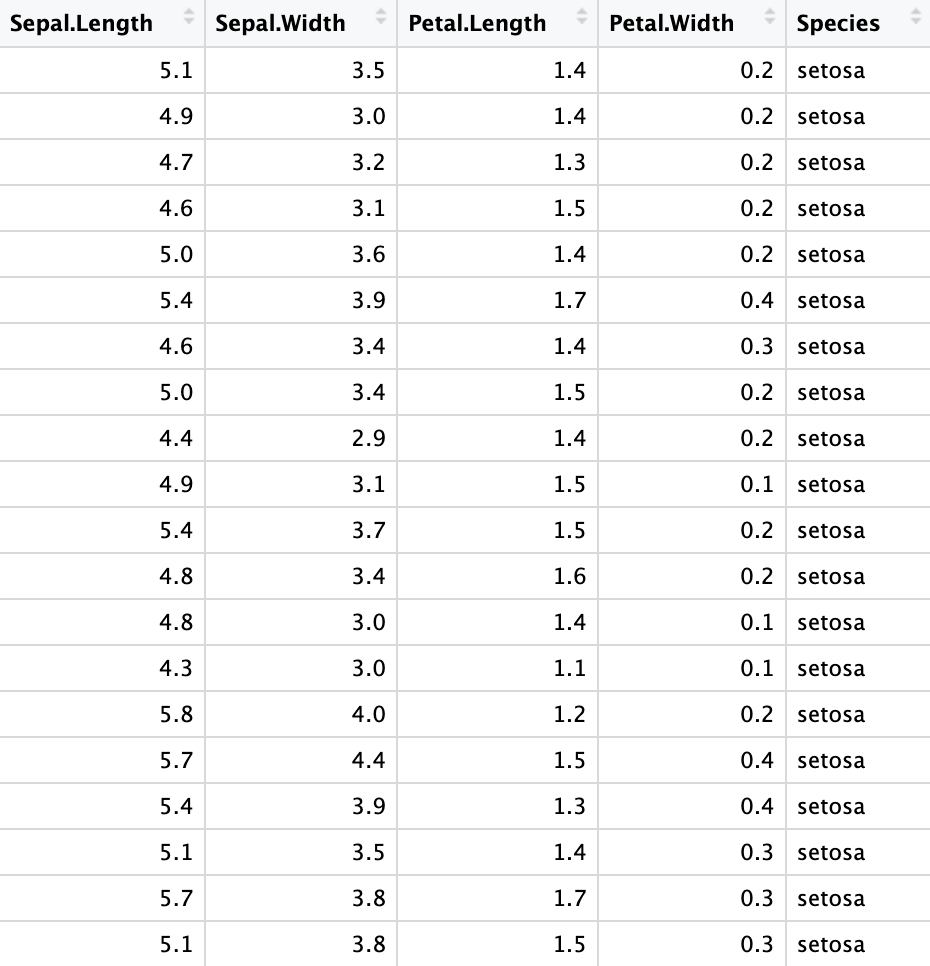 Sepal.Length Sepal.Width Petal.Length Petal.Width Species
5.1 3.5 1.4 0.2 setosa
4.9 3.0 1.4 0.2 setosa
4.7 3.2 1.3 0.2 setosa
4.6 3.1 1.5 0.2 setosa
5.0 3.6 1.4 0.2 setosa
5.4 3.9 1.7 0.4 setosa
4.6 3.4 1.4 0.3 setosa
5.0 3.4 1.5 0.2 setosa
4.4 2.9 1.4 0.2 setosa
4.9 3.1 1.5 0.1 setosa
5.4 3.7 1.5 0.2 setosa
4.8 3.4 1.6 0.2 setosa
4.8 3.0 1.4 0.1 setosa
4.3 3.0 1.1 0.1 setosa
5.8 4.0 1.2 0.2 setosa
5.7 4.4 1.5 0.4 setosa
5.4 3.9 1.3 0.4 setosa
5.1 3.5 1.4 0.3 setosa
5.7 3.8 1.7 0.3 setosa
5.1 3.8 1.5 0.3 setosa